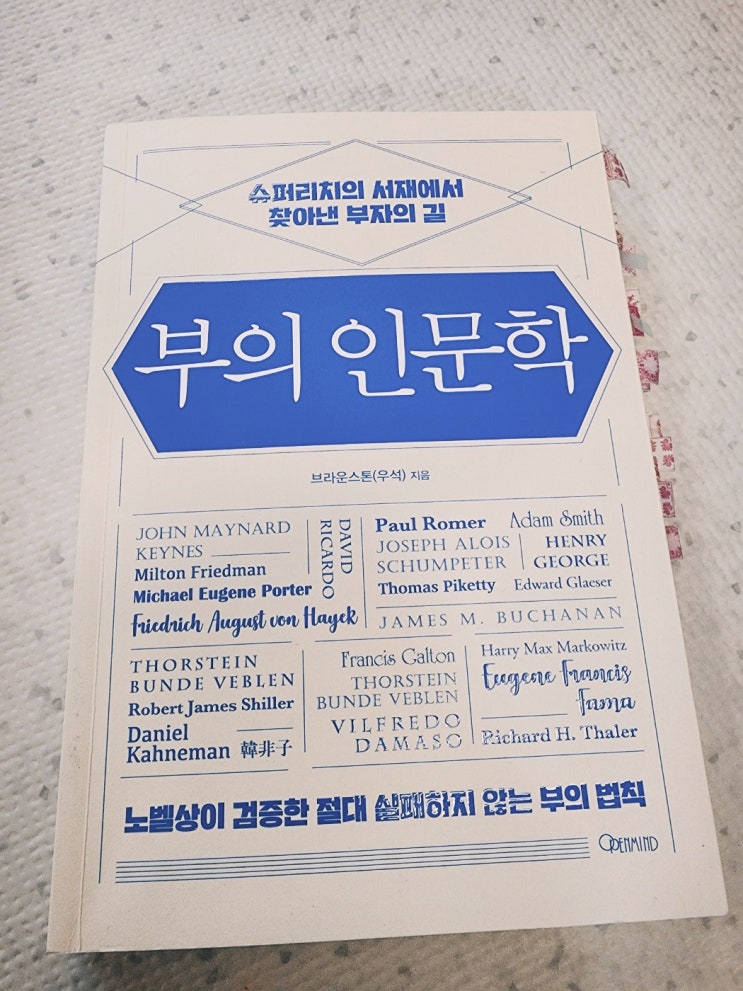 슈퍼리치의 서재에서
찾아낸 부자의 길
부의 인문학
브라운스톤(우석) 지음
JOHN MAYNARD
KEYNES
Milton Friedman
Michael Eugene Porter
Friedrich August von Hayek
DAVID
RICARDO
Paul Romer
Adam Smith
JOSEPH ALOIS
SCHUMPETER
HENRY
GEORGE
Thomas Piketty
Edward Glaeser
JAMES M. BUCHANAN
THORSTEIN
BUNDE VEBLEN
Robert James Shiller
Daniel
Kahneman
韓非子
Francis Galton
THORSTEIN
BUNDE VEBLEN
VILFREDO
DAMASO
Harry Max Markowitz
Eugene Francis
Fama
Richard H. Thaler
노벨상이 검증한 절대 실패하지 않는 부의 법칙
OPENMIND